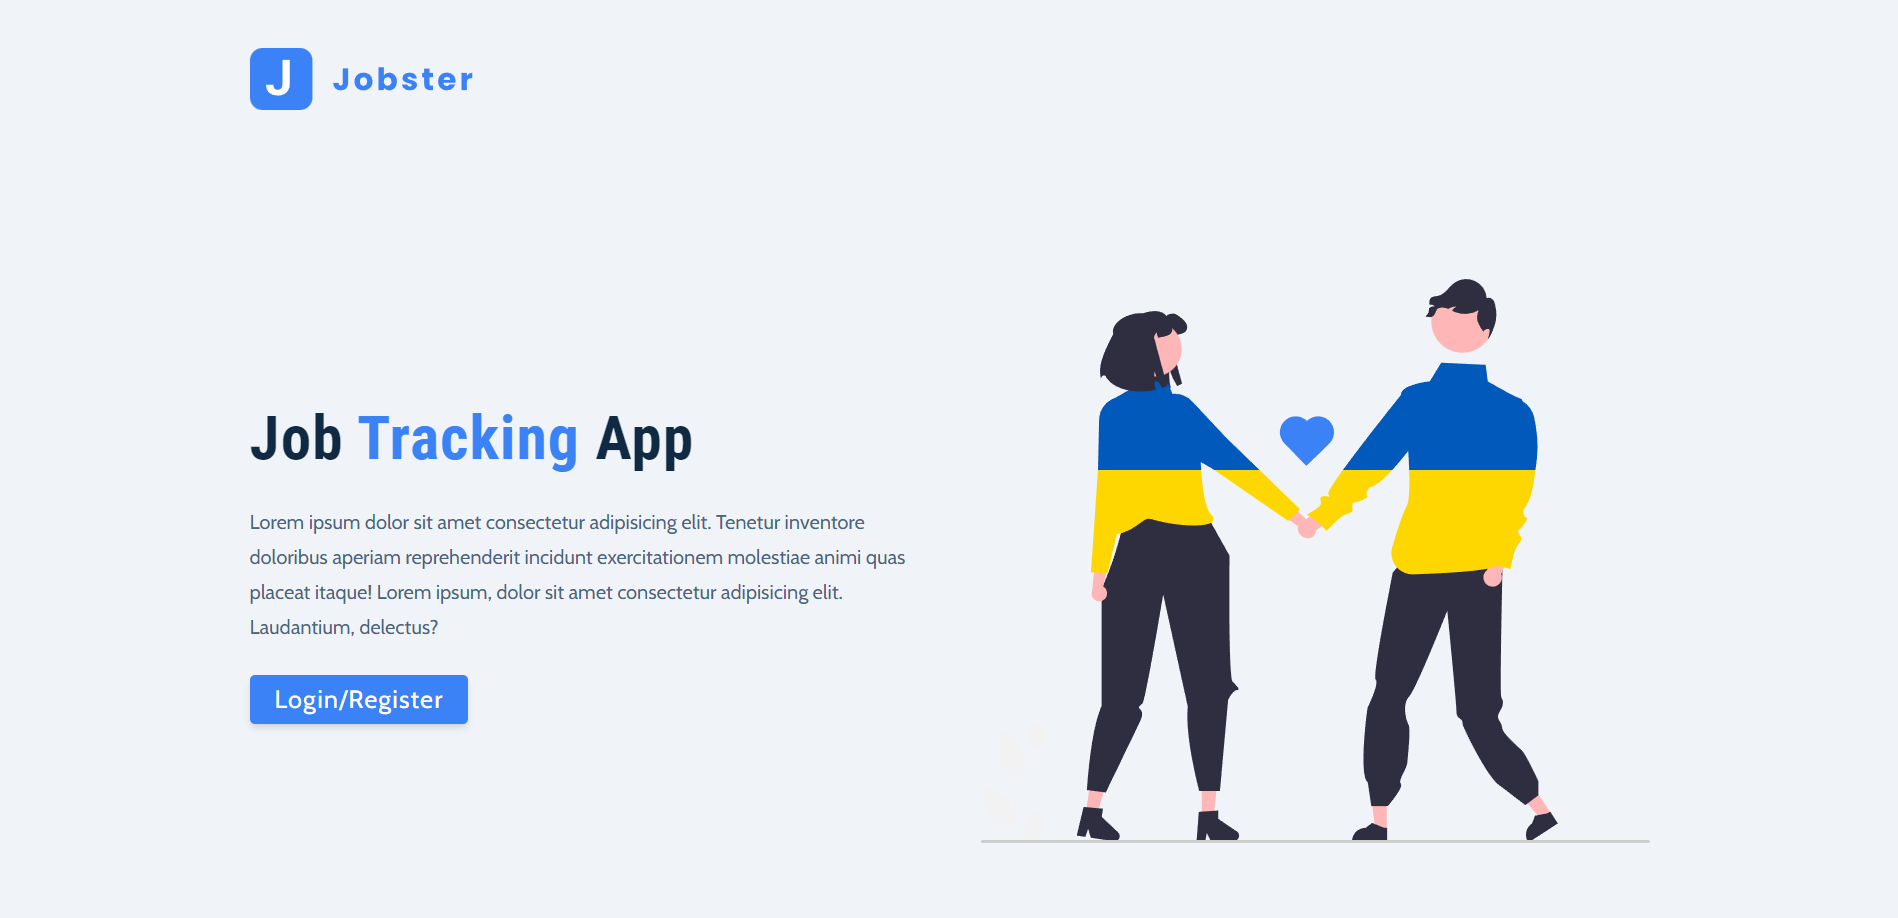 J Jobster
Job Tracking App
Lorem ipsum dolor sit amet consectetur adipisicing elit. Tenetur inventore
doloribus aperiam reprehenderit incidunt exercitationem molestiae animi quas
placeat itaque! Lorem ipsum, dolor sit amet consectetur adipisicing elit.
Laudantium, delectus?
Login/Register